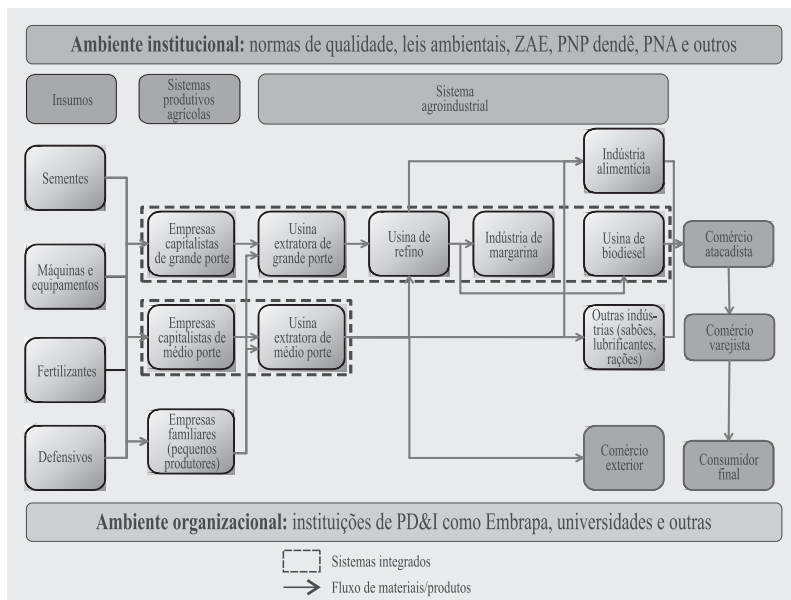 Ambiente institucional: normas de qualidade, leis ambientais, ZAE, PNP dendê, PNA e outros
Insumos
Sistemas
produtivos
agrícolas
Sistema
agroindustrial
Sementes
Máquinas e
equipamentos
Fertilizantes
Defensivos
Empresas
capitalistas
de grande porte
Empresas
capitalistas de
médio porte
Empresas
familiares
(pequenos
produtores)
Usina
extratora de
grande porte
Usina
extratora de
médio porte
Usina de
refino
Indústria de
margarina
Indústria
alimentícia
Usina de
biodiesel
Outras indús-
trias (sabões,
lubrificantes,
rações)
Comércio
exterior
Comércio
atacadista
Comércio
varejista
Consumidor
final
Ambiente organizacional: instituições de PD&I como Embrapa, universidades e outras
Sistemas integrados
Fluxo de materiais/produtos